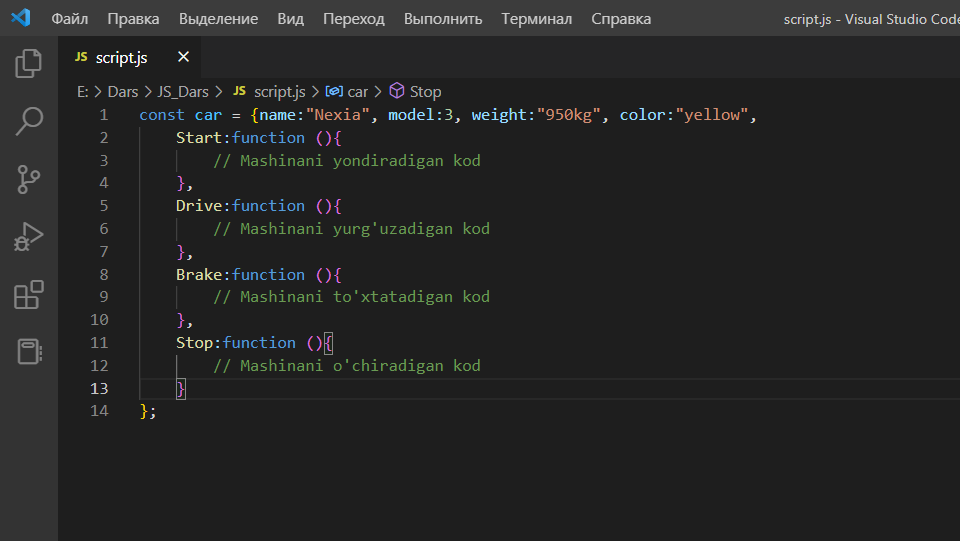 Файл Правка Выделение Вид Переход Выполнить Терминал Справка script.js - Visual Studio Code
JS script.js ×
E: > Dars > JS_Dars > JS script.js > car > Stop
1 const car = {name:"Nexia", model:3, weight:"950kg", color:"yellow",
2 Start:function (){
3 // Mashinani yondiradigan kod
4 },
5 Drive:function (){
6 // Mashinani yurg'uzadigan kod
7 },
8 Brake:function (){
9 // Mashinani to'xtatadigan kod
10 },
11 Stop:function (){
12 // Mashinani o'chiradigan kod
13 }
14 };